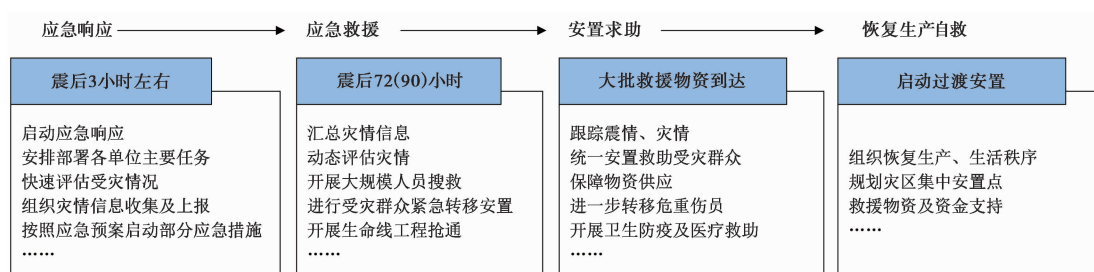 应急响应
应急救援
安置求助
恢复生产自救
震后3小时左右
震后72(90)小时
大批救援物资到达
启动过渡安置
启动应急响应
安排部署各单位主要任务
快速评估受灾情况
组织灾情信息收集及上报
按照应急预案启动部分应急措施
……
汇总灾情信息
动态评估灾情
开展大规模人员搜救
进行受灾群众紧急转移安置
开展生命线工程抢通
……
跟踪震情、灾情
统一安置救助受灾群众
保障物资供应
进一步转移危重伤员
开展卫生防疫及医疗救助
……
组织恢复生产、生活秩序
规划灾区集中安置点
救援物资及资金支持
……